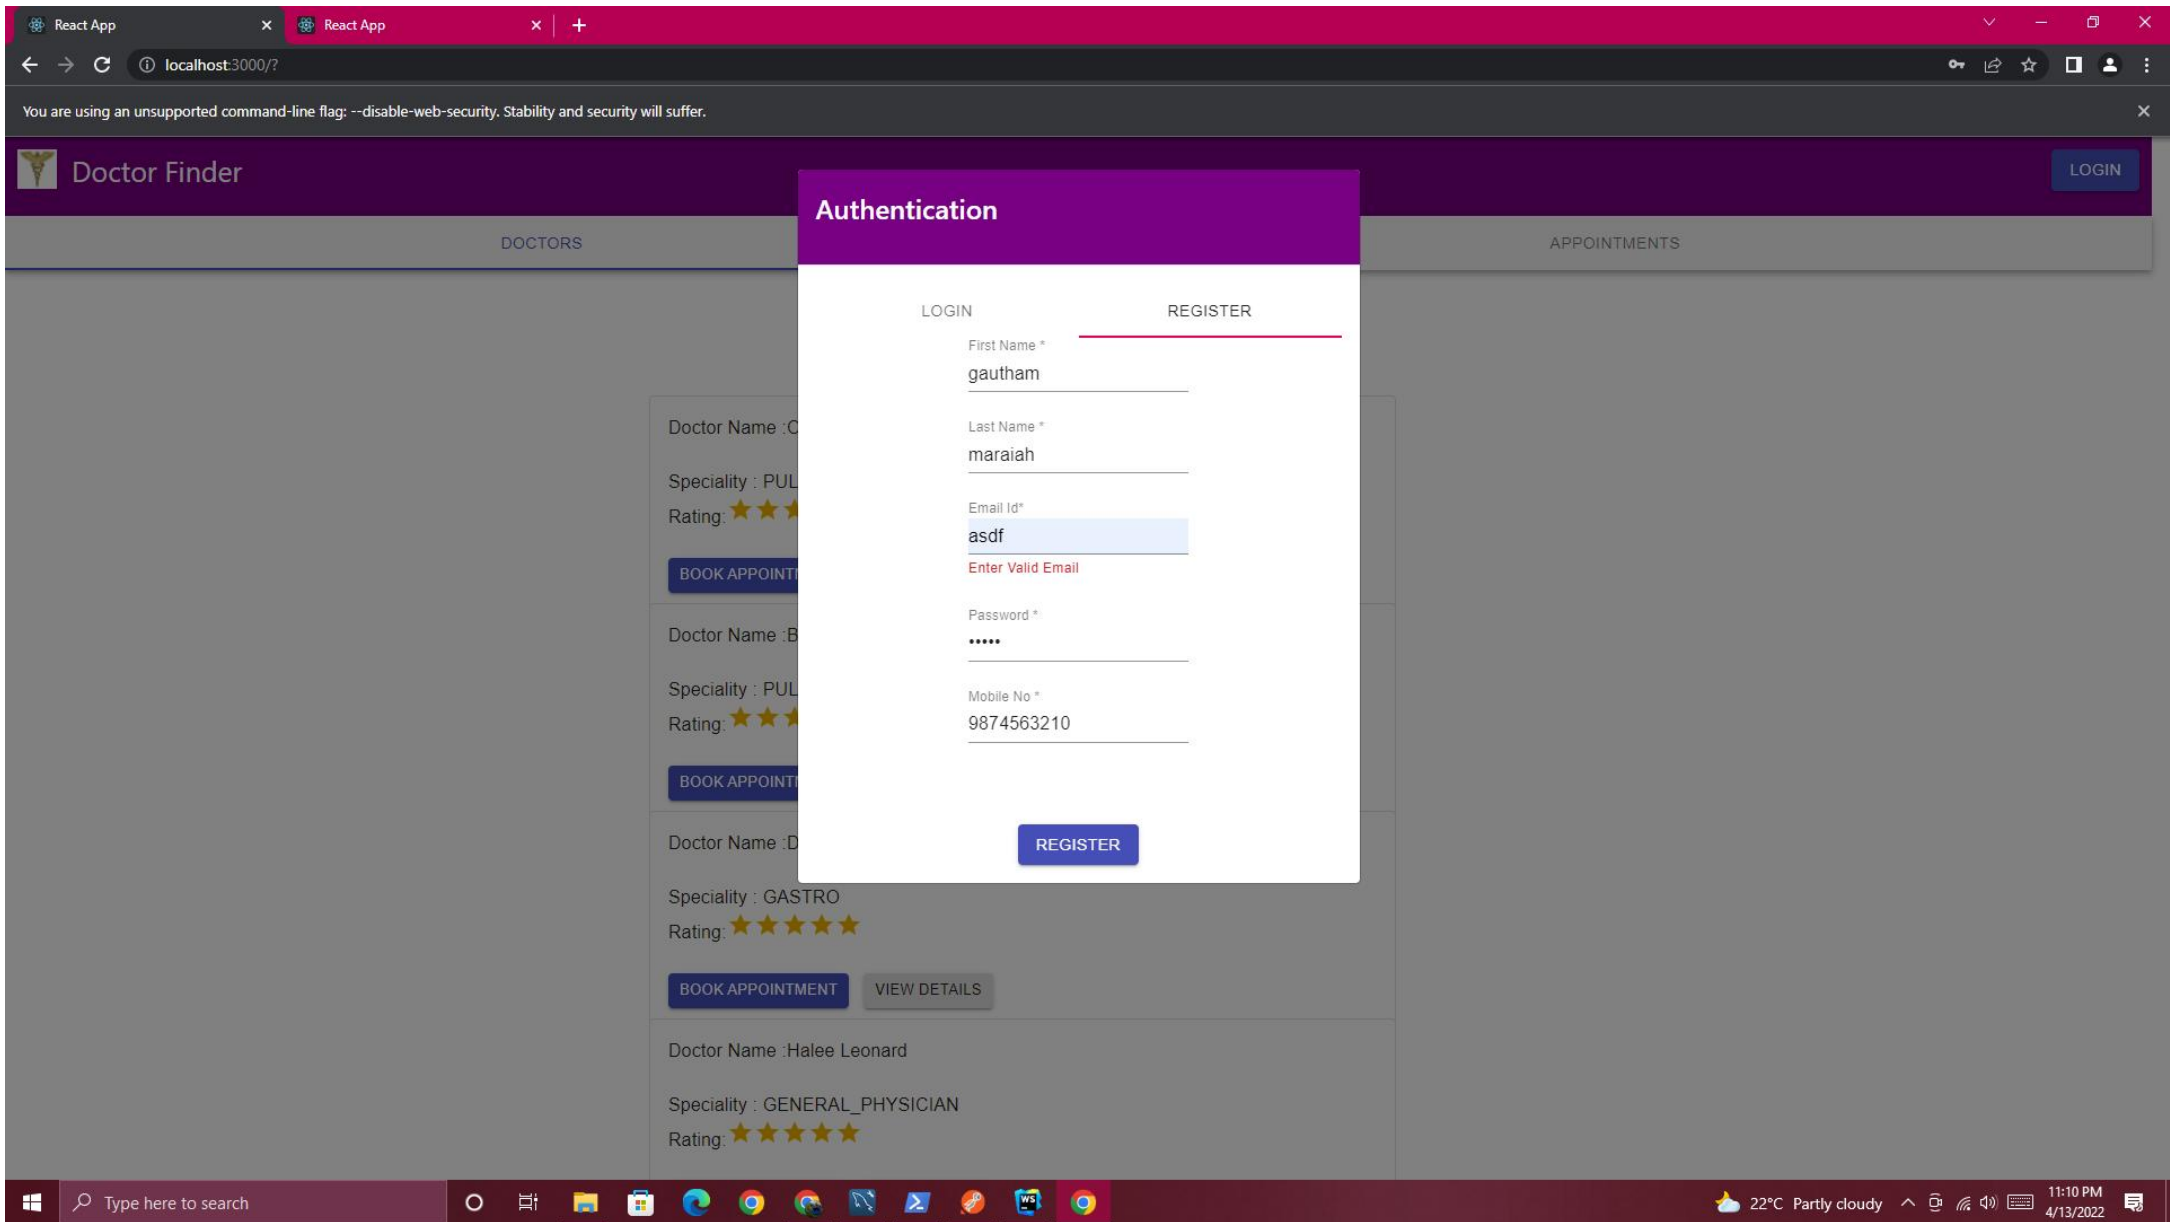 React App
React App
localhost:3000/?
You are using an unsupported command-line flag: --disable-web-security. Stability and security will suffer.
Doctor Finder
LOGIN
DOCTORS
APPOINTMENTS
Authentication
LOGIN
REGISTER
First Name *
gautham
Last Name *
maraiah
Email Id*
asdf
Enter Valid Email
Password *
•••••
Mobile No *
9874563210
REGISTER
Doctor Name :
Speciality : PUL
Rating:
BOOK APPOINT
Doctor Name :B
Speciality : PUL
Rating:
BOOK APPOINT
Doctor Name :D
Speciality : GASTRO
Rating:
BOOK APPOINTMENT
VIEW DETAILS
Doctor Name :Halee Leonard
Speciality : GENERAL_PHYSICIAN
Rating:
Type here to search
WS
22°C Partly cloudy
11:10 PM
4/13/2022